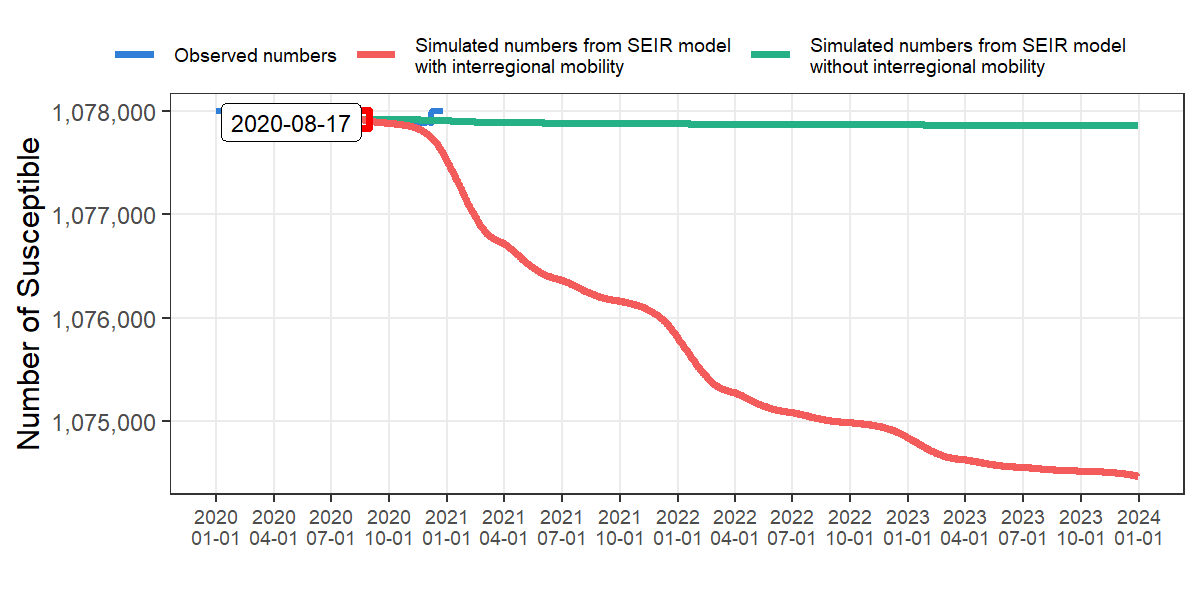 Observed numbers
Simulated numbers from SEIR model
with interregional mobility
Simulated numbers from SEIR model
without interregional mobility
Number of Susceptible
1,078,000
1,077,000
1,076,000
1,075,000
2020-08-17
2020 2020 2020 2020 2021 2021 2021 2021 2022 2022 2022 2022 2023 2023 2023 2023 2024
01-01 04-01 07-01 10-01 01-01 04-01 07-01 10-01 01-01 04-01 07-01 10-01 01-01 04-01 07-01 10-01 01-01